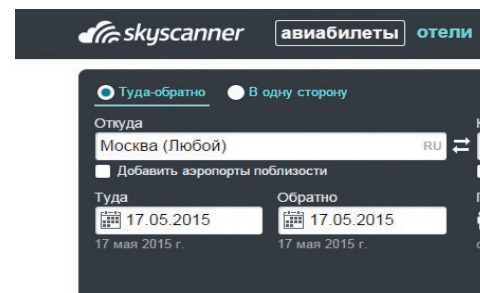 skyscanner авиабилеты отели
Туда-обратно В одну сторону
Откуда
Москва (Любой) RU
Добавить аэропорты поблизости
Туда Обратно
17.05.2015 17.05.2015
17 мая 2015 г. 17 мая 2015 г.